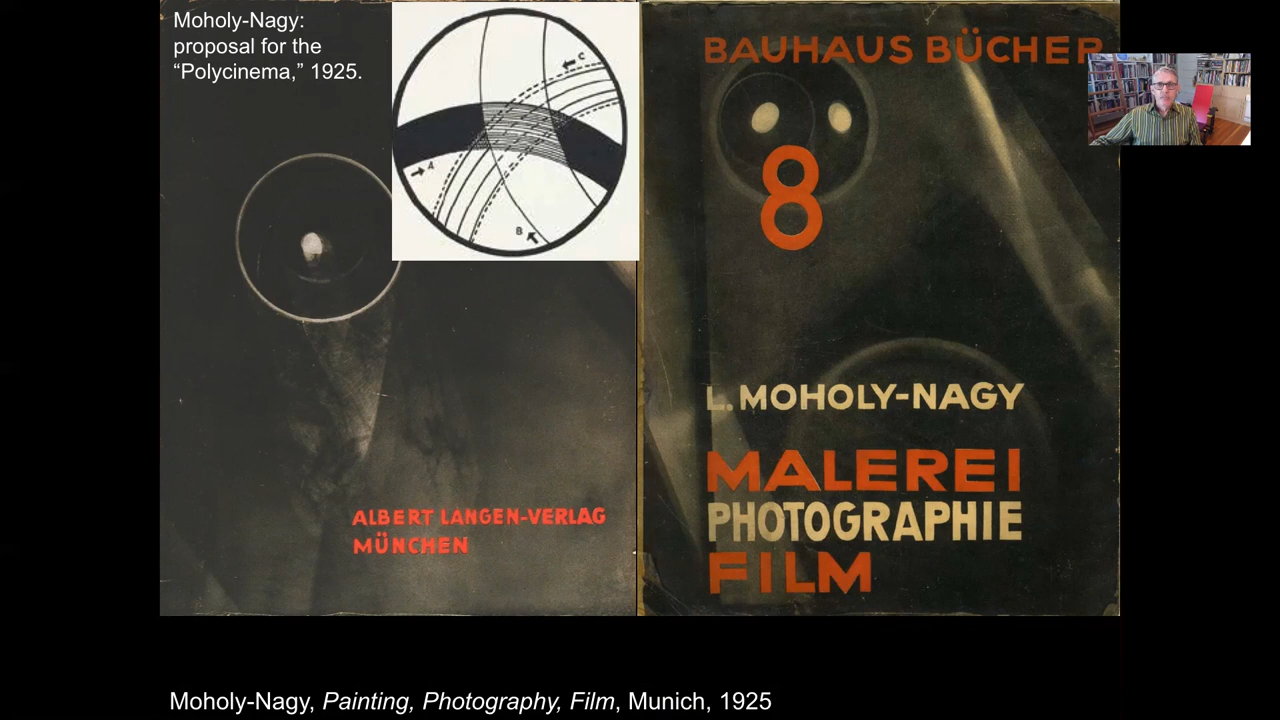 Moholy-Nagy:
proposal for the
“Polycinema,” 1925.
C
A
B
ALBERT LANGEN-VERLAG
MÜNCHEN
BAUHAUS BÜCHER
8
L. MOHOLY-NAGY
MALEREI
PHOTOGRAPHIE
FILM
Moholy-Nagy, Painting, Photography, Film, Munich, 1925